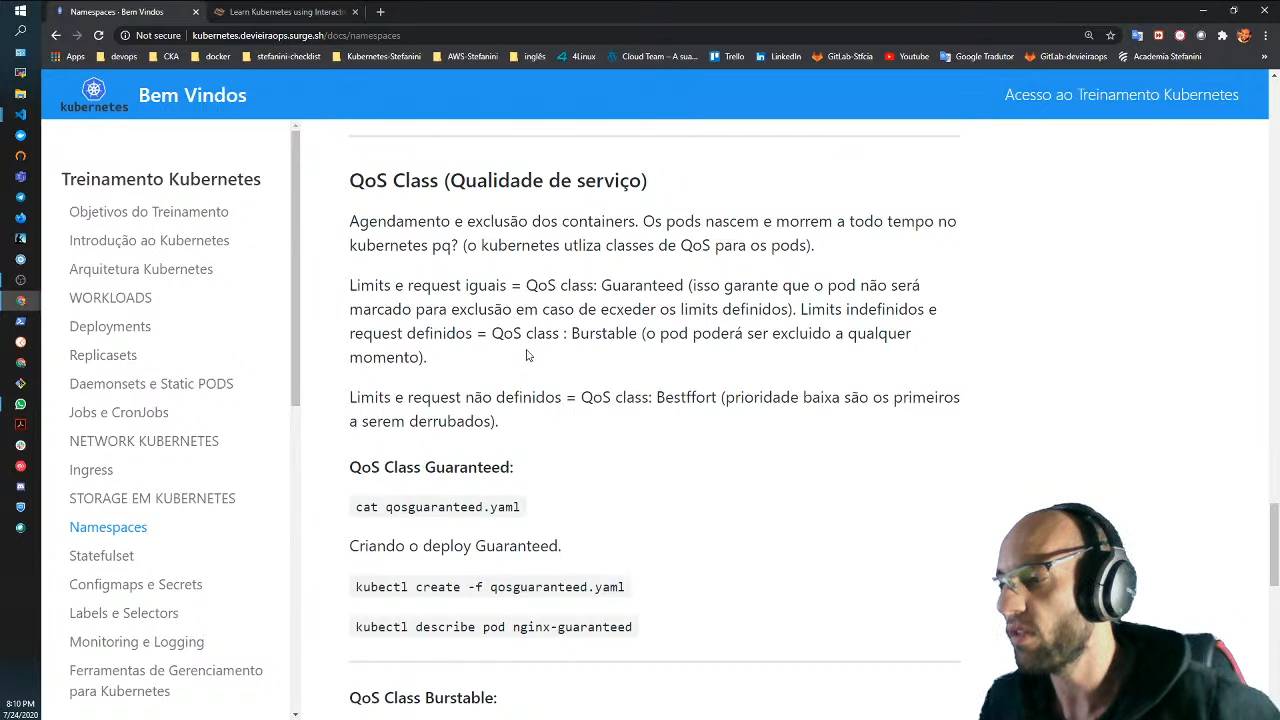 Namespaces · Bem Vindos
Learn Kubernetes using Interact
Not secure
kubernetes.devieiraops.surge.sh/docs/namespaces
Apps
devops
CKA
docker
stefanini-checklist
Kubernetes-Stefanini
AWS-Stefanini
inglês
4Linux
Cloud Team – A sua...
Trello
LinkedIn
GitLab-Stfcia
Youtube
Google Tradutor
GitLab-devieiraops
Academia Stefanini
kubernetes
Bem Vindos
Acesso ao Treinamento Kubernetes
Treinamento Kubernetes
Objetivos do Treinamento
Introdução ao Kubernetes
Arquitetura Kubernetes
WORKLOADS
Deployments
Replicasets
Daemonsets e Static PODS
Jobs e CronJobs
NETWORK KUBERNETES
Ingress
STORAGE EM KUBERNETES
Namespaces
Statefulset
Configmaps e Secrets
Labels e Selectors
Monitoring e Logging
Ferramentas de Gerenciamento
para Kubernetes
QoS Class (Qualidade de serviço)
Agendamento e exclusão dos containers. Os pods nascem e morrem a todo tempo no
kubernetes pq? (o kubernetes utliza classes de QoS para os pods).
Limits e request iguais = QoS class: Guaranteed (isso garante que o pod não será
marcado para exclusão em caso de ecxeder os limits definidos). Limits indefinidos e
request definidos = QoS class : Burstable (o pod poderá ser excluido a qualquer
momento).
Limits e request não definidos = QoS class: Bestffort (prioridade baixa são os primeiros
a serem derrubados).
QoS Class Guaranteed:
cat qosguaranteed.yaml
Criando o deploy Guaranteed.
kubectl create -f qosguaranteed.yaml
kubectl describe pod nginx-guaranteed
QoS Class Burstable:
8:10 PM
7/24/2020